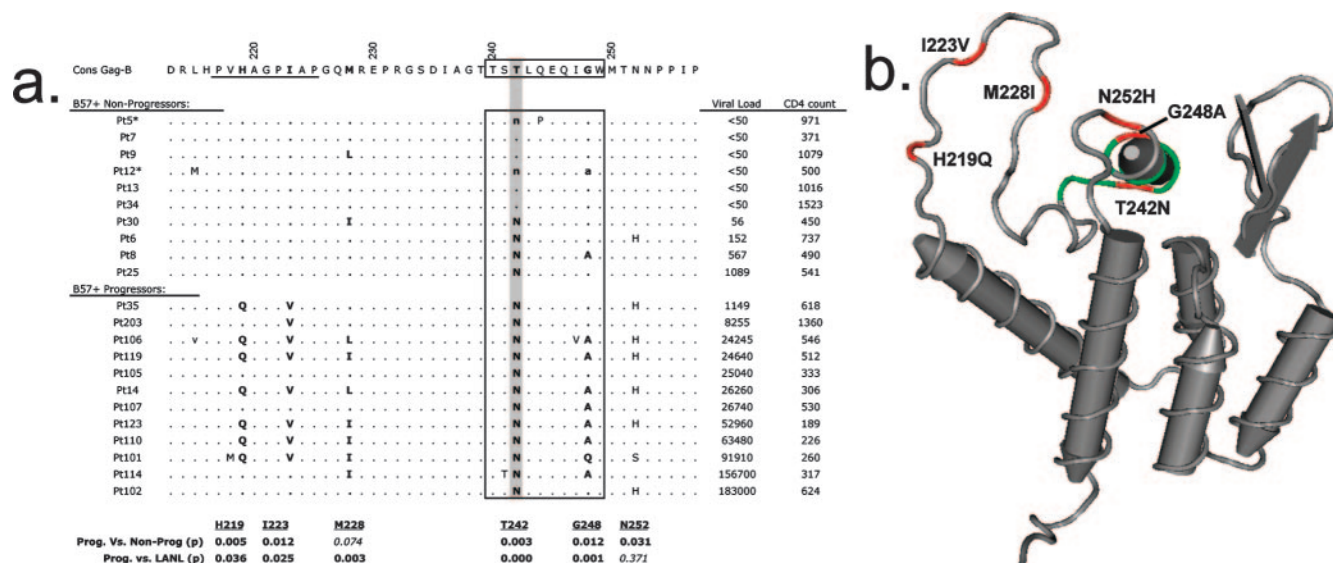 a.
220 230 240 250
Cons Gag-B D R L H P V H A G P I A P G Q M R E P R G S D I A G T T S T L Q E Q I G W M T N N P P I P
B57+ Non-Progressors: Viral Load CD4 count
Pt5* . . . . . . . . . . . . . . . . . . . . . . . . . . . . . n . P . . . . . . . . . . . . . <50 971
Pt7 . . . . . . . . . . . . . . . . . . . . . . . . . . . . . . . . . . . . . . . . . . . . . <50 371
Pt9 . . . . . . . . . . . . . . . L . . . . . . . . . . . . . . . . . . . . . . . . . . . . . <50 1079
Pt12* . . M . . . . . . . . . . . . . . . . . . . . . . . . . . n . . . . . a . . . . . . . . . <50 500
Pt13 . . . . . . . . . . . . . . . . . . . . . . . . . . . . . . . . . . . . . . . . . . . . . <50 1016
Pt34 . . . . . . . . . . . . . . . . . . . . . . . . . . . . . . . . . . . . . . . . . . . . . <50 1523
Pt30 . . . . . . . . . . . . . . . I . . . . . . . . . . . . . N . . . . . . . . . . . . . . . 56 450
Pt6 . . . . . . . . . . . . . . . . . . . . . . . . . . . . . N . . . . . . . . . H . . . . . 152 737
Pt8 . . . . . . . . . . . . . . . . . . . . . . . . . . . . . N . . . . . A . . . . . . . . . 567 490
Pt25 . . . . . . . . . . . . . . . . . . . . . . . . . . . . . N . . . . . . . . . . . . . . . 1089 541
B57+ Progressors:
Pt35 . . . . . . Q . . . V . . . . . . . . . . . . . . . . . . N . . . . . . . . . H . . . . . 1149 618
Pt203 . . . . . . . . . . V . . . . . . . . . . . . . . . . . . N . . . . . . . . . . . . . . . 8255 1360
Pt106 . . v . . . Q . . . V . . . . L . . . . . . . . . . . . . N . . . . V A . . . H . . . . . 24245 546
Pt119 . . . . . . Q . . . V . . . . I . . . . . . . . . . . . . N . . . . . A . . . H . . . . . 24640 512
Pt105 . . . . . . . . . . . . . . . . . . . . . . . . . . . . . N . . . . . . . . . . . . . . . 25040 333
Pt14 . . . . . . Q . . . V . . . . L . . . . . . . . . . . . . N . . . . . A . . . H . . . . . 26260 306
Pt107 . . . . . . . . . . . . . . . . . . . . . . . . . . . . . N . . . . . A . . . . . . . . . 26740 530
Pt123 . . . . . . Q . . . V . . . . I . . . . . . . . . . . . . N . . . . . A . . . H . . . . . 52960 189
Pt110 . . . . . . Q . . . V . . . . I . . . . . . . . . . . . . N . . . . . A . . . . . . . . . 63480 226
Pt101 . . . . . M Q . . . V . . . . I . . . . . . . . . . . . . N . . . . . Q . . . S . . . . . 91910 260
Pt114 . . . . . . . . . . . . . . . I . . . . . . . . . . . . T N . . . . . A . . . . . . . . . 156700 317
Pt102 . . . . . . . . . . . . . . . . . . . . . . . . . . . . . N . . . . . . . . . H . . . . . 183000 624
H219 I223 M228 T242 G248 N252
Prog. Vs. Non-Prog (p) 0.005 0.012 0.074 0.003 0.012 0.031
Prog. vs. LANL (p) 0.036 0.025 0.003 0.000 0.001 0.371
b.
I223V
M228I
N252H
G248A
H219Q
T242N